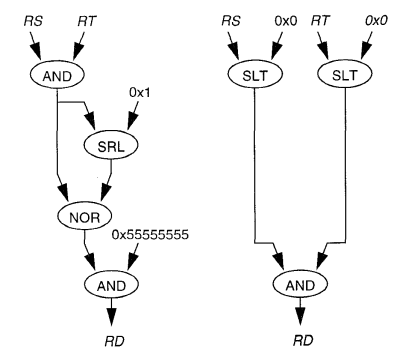 RS RT RS 0x0 RT 0x0
AND SLT SLT
0x1
SRL
NOR
0x55555555
AND AND
RD RD